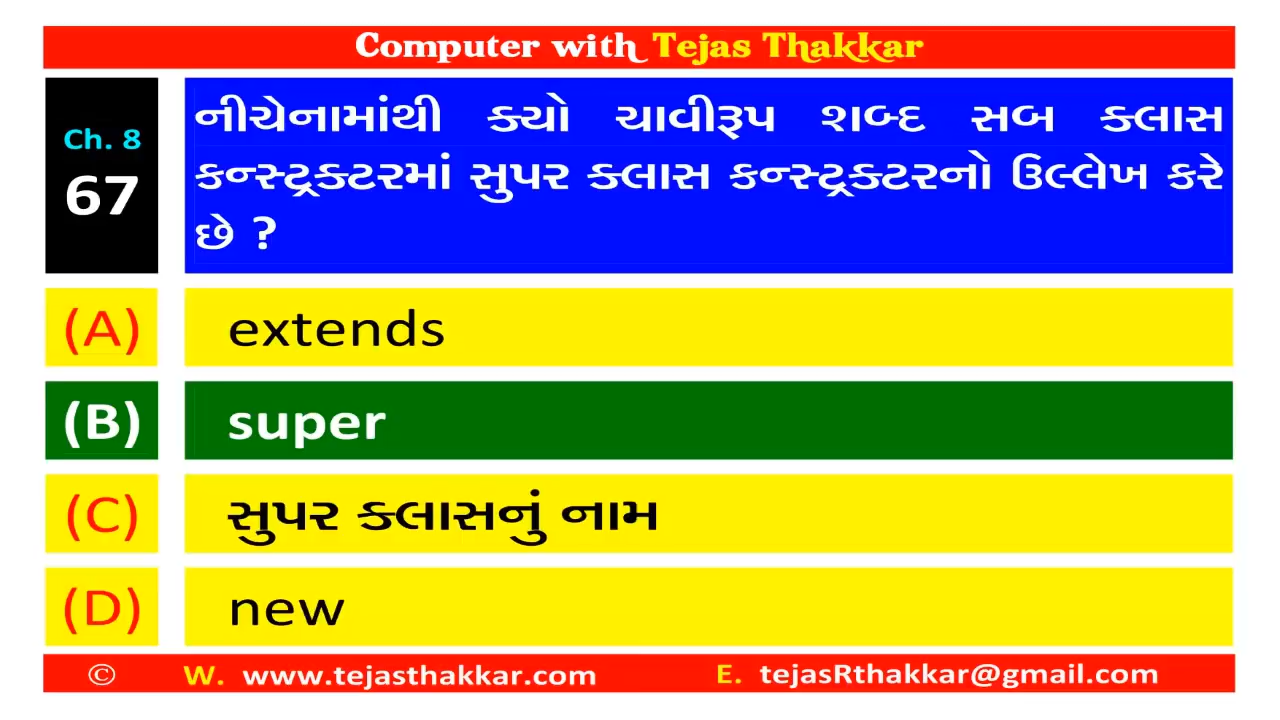 Computer with Tejas Thakkar
Ch. 8
67
નીચેનામાંથી ક્યો ચાવીરૂપ શબ્દ સબ ક્લાસ
કન્સ્ટ્રક્ટરમાં સુપર ક્લાસ કન્સ્ટ્રક્ટરનો ઉલ્લેખ કરે
છે ?
(A) extends
(B) super
(C) સુપર ક્લાસનું નામ
(D) new
© W. www.tejasthakkar.com E. tejasRthakkar@gmail.com